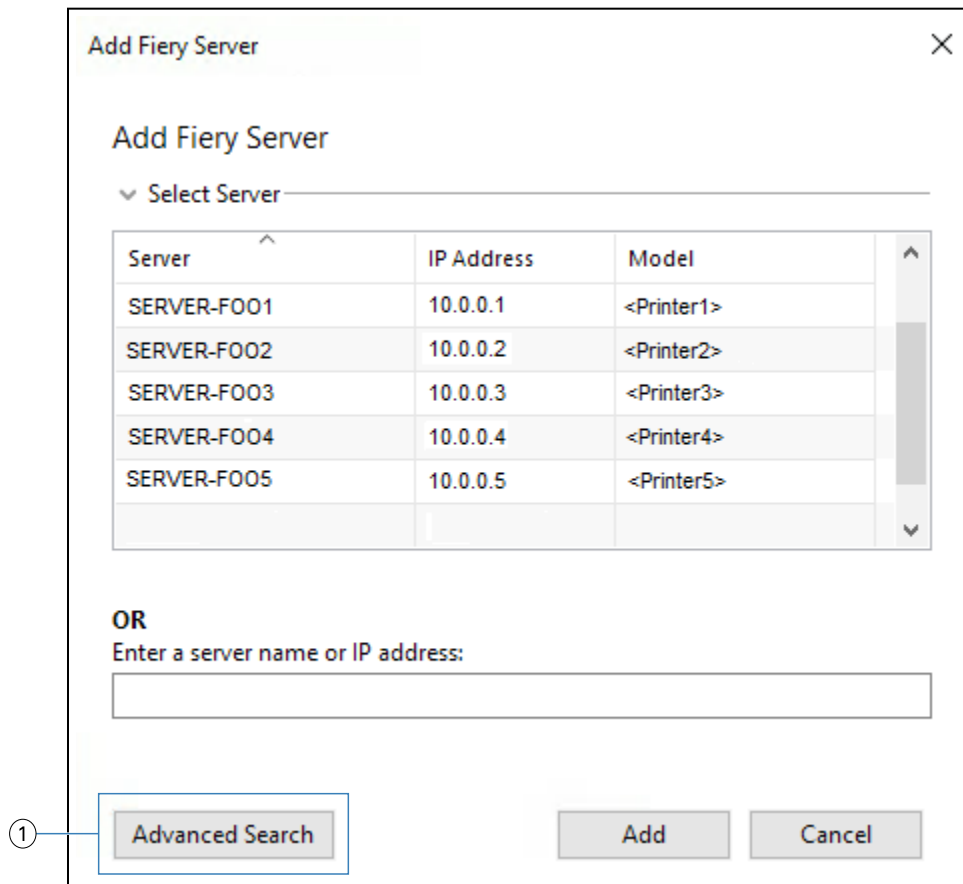 Add Fiery Server
Add Fiery Server
Select Server
Server IP Address Model
SERVER-FOO1 10.0.0.1 <Printer1>
SERVER-FOO2 10.0.0.2 <Printer2>
SERVER-FOO3 10.0.0.3 <Printer3>
SERVER-FOO4 10.0.0.4 <Printer4>
SERVER-FOO5 10.0.0.5 <Printer5>
OR
Enter a server name or IP address:
1 Advanced Search Add Cancel